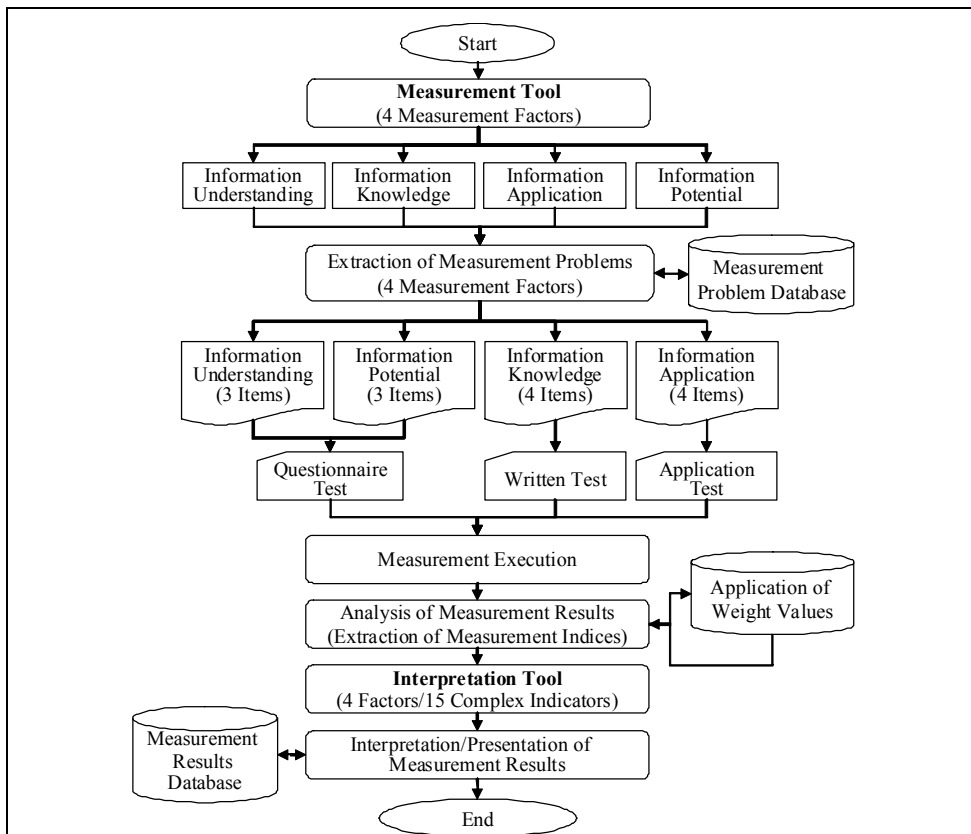 Start
Measurement Tool
(4 Measurement Factors)
Information
Understanding
Information
Knowledge
Information
Application
Information
Potential
Extraction of Measurement Problems
(4 Measurement Factors)
Measurement
Problem Database
Information
Understanding
(3 Items)
Information
Potential
(3 Items)
Information
Knowledge
(4 Items)
Information
Application
(4 Items)
Questionnaire
Test
Written Test
Application
Test
Measurement Execution
Analysis of Measurement Results
(Extraction of Measurement Indices)
Application of
Weight Values
Interpretation Tool
(4 Factors/15 Complex Indicators)
Measurement
Results
Database
Interpretation/Presentation of
Measurement Results
End